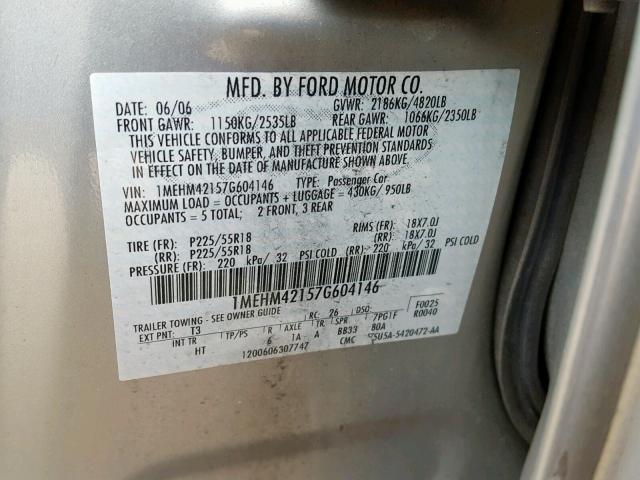 MFD. BY FORD MOTOR CO.
DATE: 06/06 GVWR: 2186KG/4820LB
FRONT GAWR: 1150KG/2535LB REAR GAWR: 1066KG/2350LB
THIS VEHICLE CONFORMS TO ALL APPLICABLE FEDERAL MOTOR
VEHICLE SAFETY, BUMPER, AND THEFT PREVENTION STANDARDS
IN EFFECT ON THE DATE OF MANUFACTURE SHOWN ABOVE.
VIN: 1MEHM42157G604146 TYPE: Passenger Car
MAXIMUM LOAD = OCCUPANTS + LUGGAGE = 430KG/ 950LB
OCCUPANTS = 5 TOTAL; 2 FRONT, 3 REAR
TIRE (FR): P225/55R18 RIMS (FR): 18X7.0J
(RR): P225/55R18 (RR): 18X7.0J
PRESSURE (FR): 220 kPa/ 32 PSI COLD (RR): 220 kPa/ 32 PSI COLD
1MEHM42157G604146
TRAILER TOWING - SEE OWNER GUIDE RC: 26 DSO: F0025
EXT PNT: T3 R0040
INT TR TP/PS R AXLE TR SPR 7PG1F
HT 6 1A A BB33 80A
1200606307747 CMC 5420472-AA